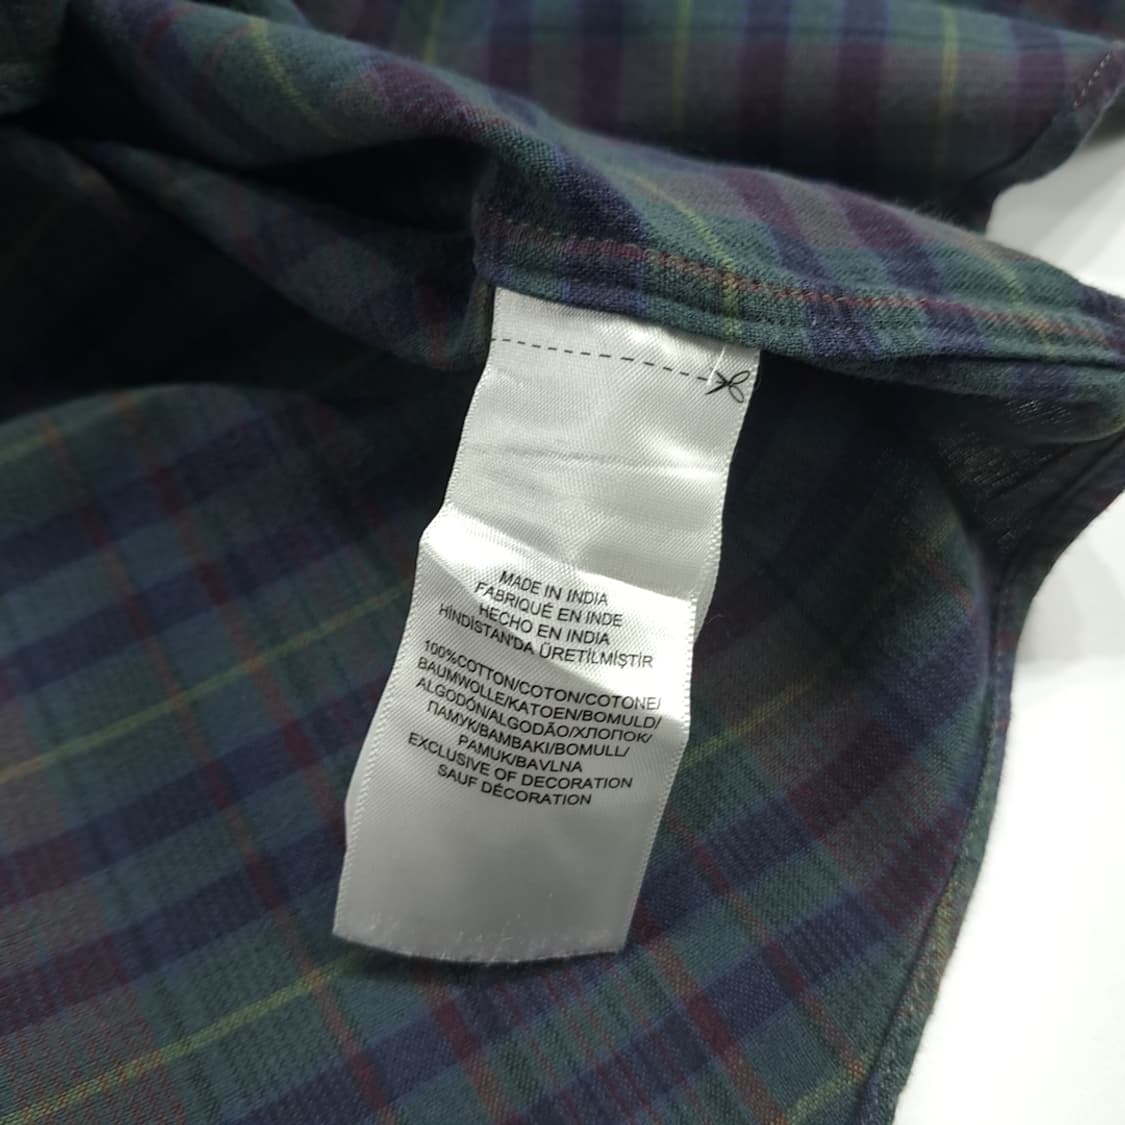 MADE IN INDIA
FABRIQUÉ EN INDE
HECHO EN INDIA
HİNDİSTAN'DA ÜRETİLMİŞTİR
100%COTTON/COTON/COTONE/
BAUMWOLLE/KATOEN/BOMULD/
ALGODÓN/ALGODÃO/ХЛОПОК/
ПАМУК/BAMBAKI/BOMULL/
PAMUK/BAVLNA
EXCLUSIVE OF DECORATION
SAUF DÉCORATION